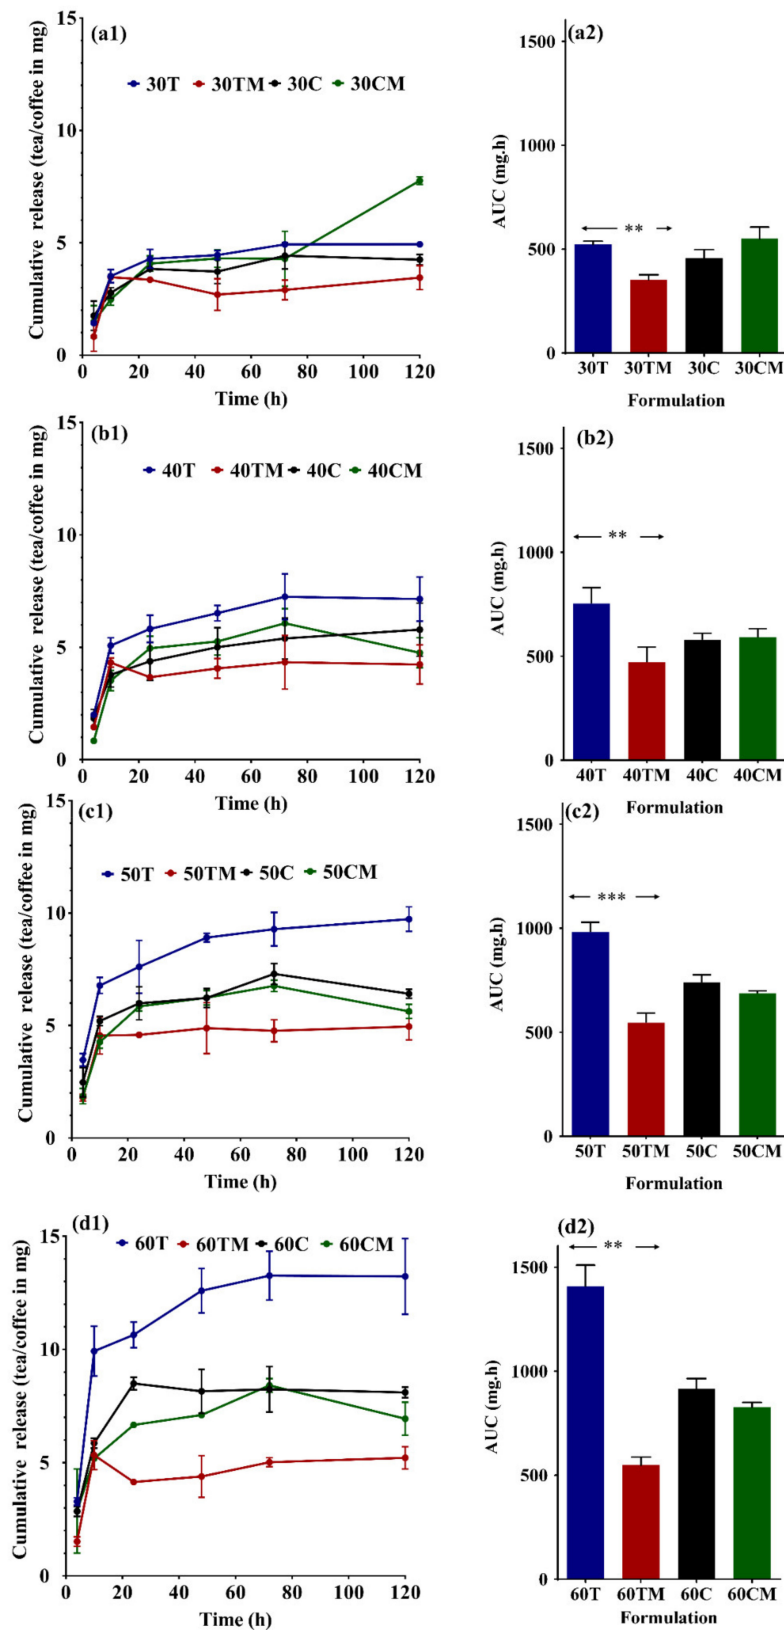 (a1)
30T 30TM 30C 30CM
Cumulative release (tea/coffee in mg)
15
10
5
0
0 20 40 60 80 100 120
Time (h)
(a2)
AUC (mg.h)
1500
1000
500
0
**
30T 30TM 30C 30CM
Formulation
(b1)
40T 40TM 40C 40CM
Cumulative release (tea/coffee in mg)
15
10
5
0
0 20 40 60 80 100 120
Time (h)
(b2)
AUC (mg.h)
1500
1000
500
0
**
40T 40TM 40C 40CM
Formulation
(c1)
50T 50TM 50C 50CM
Cumulative release (tea/coffee in mg)
15
10
5
0
0 20 40 60 80 100 120
Time (h)
(c2)
AUC (mg.h)
1500
1000
500
0
***
50T 50TM 50C 50CM
Formulation
(d1)
60T 60TM 60C 60CM
Cumulative release (tea/coffee in mg)
15
10
5
0
0 20 40 60 80 100 120
Time (h)
(d2)
AUC (mg.h)
1500
1000
500
0
**
60T 60TM 60C 60CM
Formulation